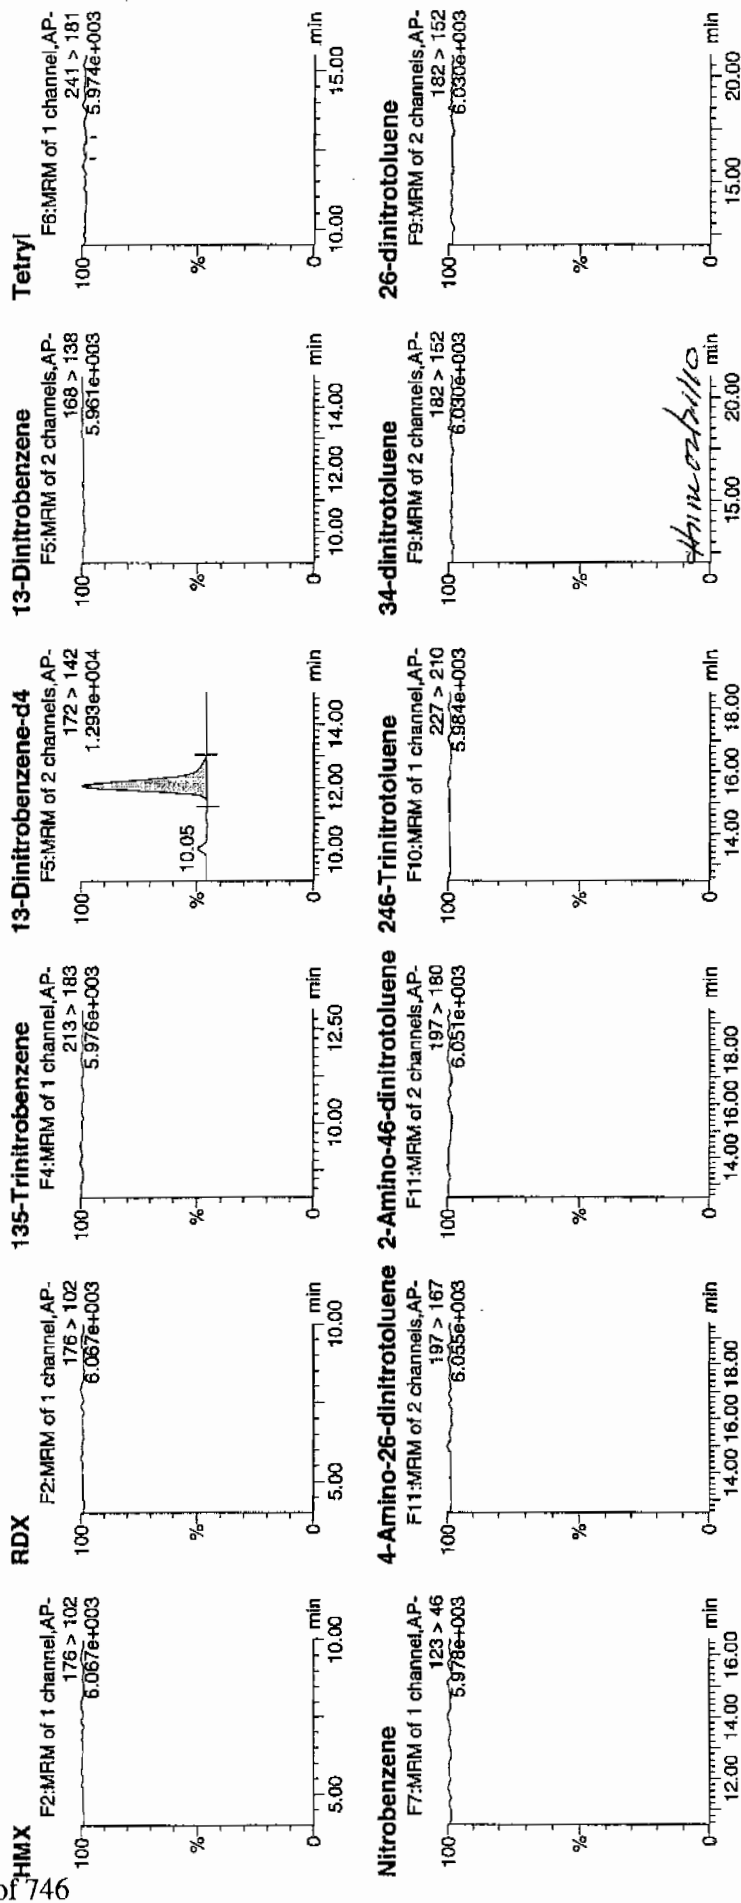 HMX
F2:MRM of 1 channel,AP-
176 > 102
6.067e+003
100
%
0
5.00 10.00
min
RDX
F2:MRM of 1 channel,AP-
176 > 102
6.067e+003
100
%
0
5.00 10.00
min
135-Trinitrobenzene
F4:MRM of 1 channel,AP-
213 > 183
5.976e+003
100
%
0
10.00 12.50
min
13-Dinitrobenzene-d4
F5:MRM of 2 channels,AP-
172 > 142
1.293e+004
100
10.05
%
0
10.00 12.00 14.00
min
13-Dinitrobenzene
F5:MRM of 2 channels,AP-
168 > 138
5.961e+003
100
%
0
10.00 12.00 14.00
min
Tetryl
F6:MRM of 1 channel,AP-
241 > 181
5.974e+003
100
%
0
10.00 15.00
min
Nitrobenzene
F7:MRM of 1 channel,AP-
123 > 46
5.978e+003
100
%
0
12.00 14.00 16.00
min
4-Amino-26-dinitrotoluene
F11:MRM of 2 channels,AP-
197 > 167
6.055e+003
100
%
0
14.00 16.00 18.00
min
2-Amino-46-dinitrotoluene
F11:MRM of 2 channels,AP-
197 > 180
6.051e+003
100
%
0
14.00 16.00 18.00
min
246-Trinitrotoluene
F10:MRM of 1 channel,AP-
227 > 210
5.984e+003
100
%
0
14.00 16.00 18.00
min
34-dinitrotoluene
F9:MRM of 2 channels,AP-
182 > 152
6.030e+003
100
%
0
15.00 20.00
min
26-dinitrotoluene
F9:MRM of 2 channels,AP-
182 > 152
6.030e+003
100
%
0
15.00 20.00
min
of 746